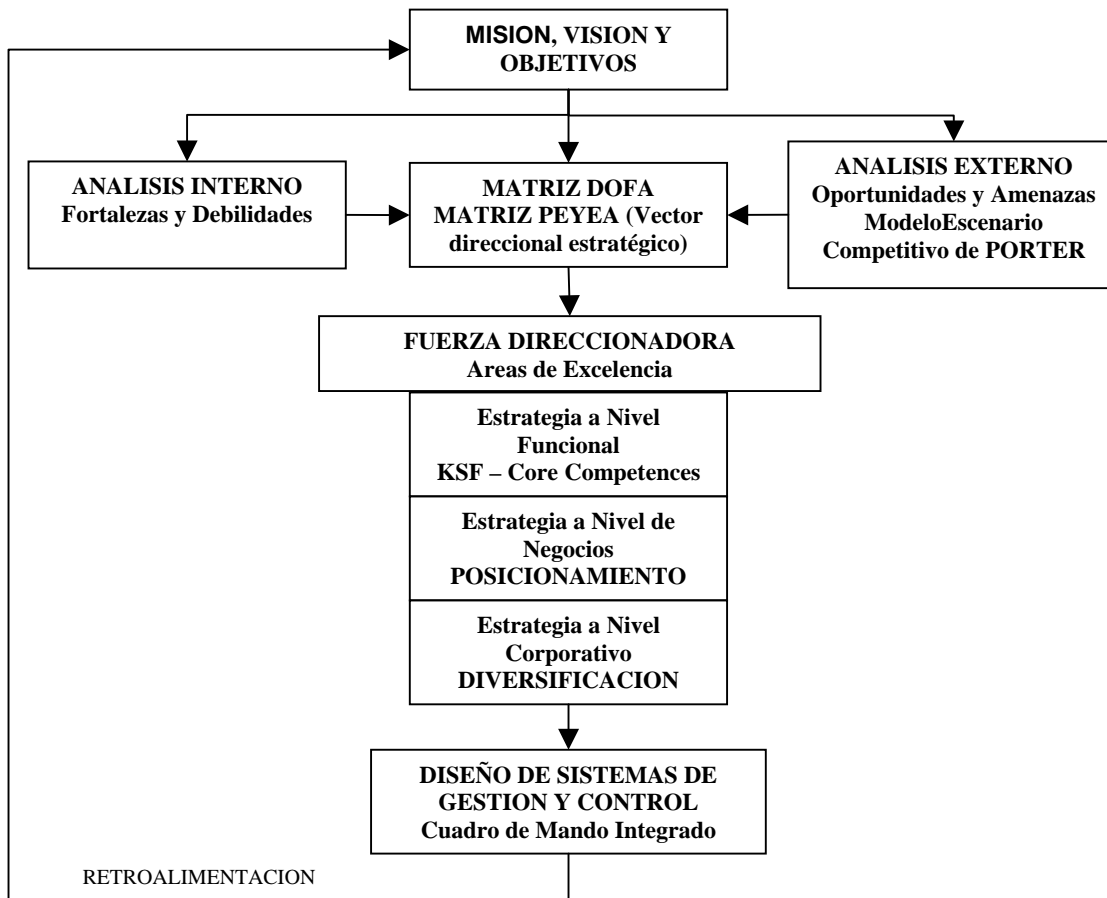 MISION, VISION Y
OBJETIVOS
ANALISIS INTERNO
Fortalezas y Debilidades
MATRIZ DOFA
MATRIZ PEYEA (Vector
direccional estratégico)
ANALISIS EXTERNO
Oportunidades y Amenazas
ModeloEscenario
Competitivo de PORTER
FUERZA DIRECCIONADORA
Areas de Excelencia
Estrategia a Nivel
Funcional
KSF – Core Competences
Estrategia a Nivel de
Negocios
POSICIONAMIENTO
Estrategia a Nivel
Corporativo
DIVERSIFICACION
DISEÑO DE SISTEMAS DE
GESTION Y CONTROL
Cuadro de Mando Integrado
RETROALIMENTACION